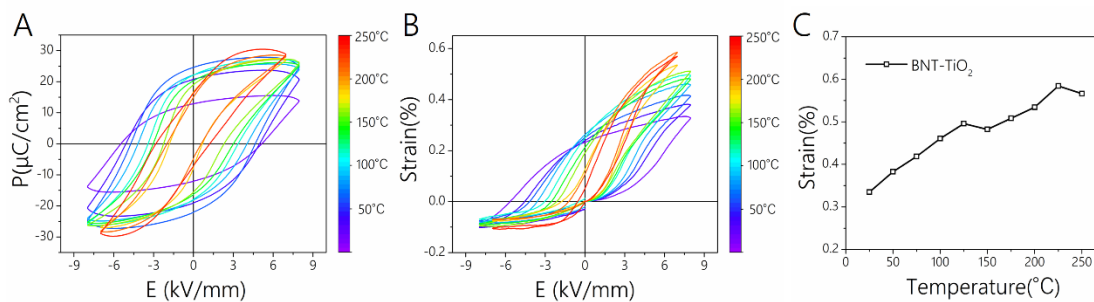 A
P(μC/cm²)
30
20
10
0
-10
-20
-30
-9
-6
-3
0
3
6
9
E (kV/mm)
250°C
200°C
150°C
100°C
50°C
B
Strain(%)
0.6
0.4
0.2
0.0
-0.2
-9
-6
-3
0
3
6
9
E (kV/mm)
250°C
200°C
150°C
100°C
50°C
C
Strain(%)
0.7
0.6
0.5
0.4
0.3
0.2
BNT-TiO₂
0
50
100
150
200
250
Temperature(°C)